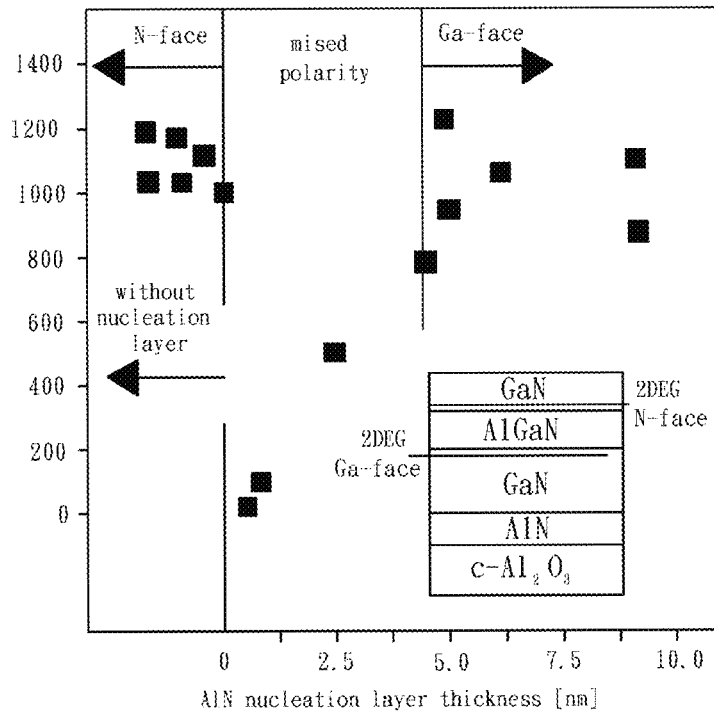 N-face
mised
polarity
Ga-face
1400
1200
1000
800
600
400
200
0
without
nucleation
layer
GaN
2DEG
N-face
AlGaN
2DEG
Ga-face
GaN
AlN
c-Al₂O₃
0
2.5
5.0
7.5
10.0
AlN nucleation layer thickness [nm]